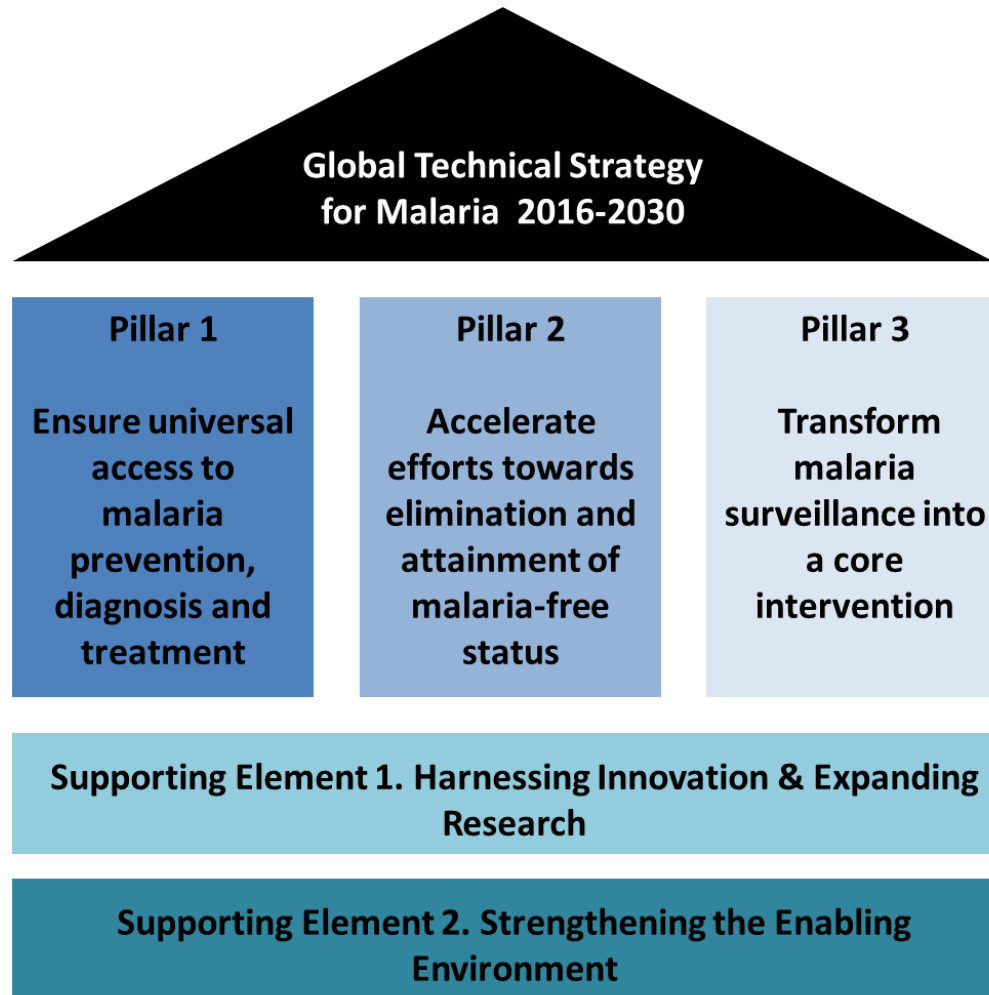 Global Technical Strategy
for Malaria 2016-2030
Pillar 1
Ensure universal
access to
malaria
prevention,
diagnosis and
treatment
Pillar 2
Accelerate
efforts towards
elimination and
attainment of
malaria-free
status
Pillar 3
Transform
malaria
surveillance into
a core
intervention
Supporting Element 1. Harnessing Innovation & Expanding
Research
Supporting Element 2. Strengthening the Enabling
Environment